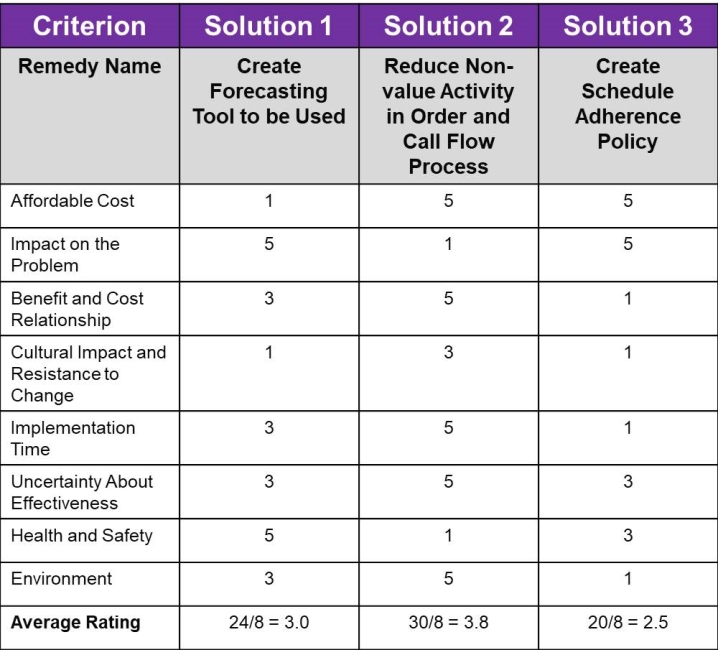 Criterion Solution 1 Solution 2 Solution 3
Remedy Name Create Reduce Non- Create
Forecasting value Activity Schedule
Tool to be Used in Order and Adherence
Call Flow Policy
Process
Affordable Cost 1 5 5
Impact on the 5 1 5
Problem
Benefit and Cost 3 5 1
Relationship
Cultural Impact and 1 3 1
Resistance to
Change
Implementation 3 5 1
Time
Uncertainty About 3 5 3
Effectiveness
Health and Safety 5 1 3
Environment 3 5 1
Average Rating 24/8 = 3.0 30/8 = 3.8 20/8 = 2.5